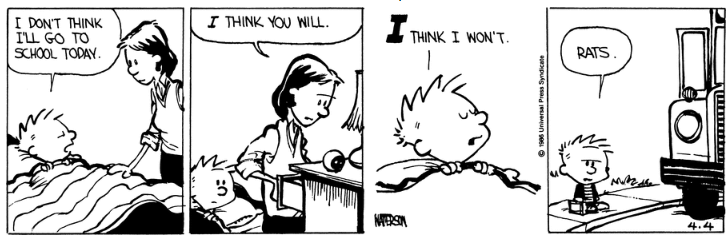 I DON'T THINK
I'LL GO TO
SCHOOL TODAY.
I THINK YOU WILL.
I THINK I WON'T.
WATTERSON
© 1986 Universal Press Syndicate
RATS.
4.4